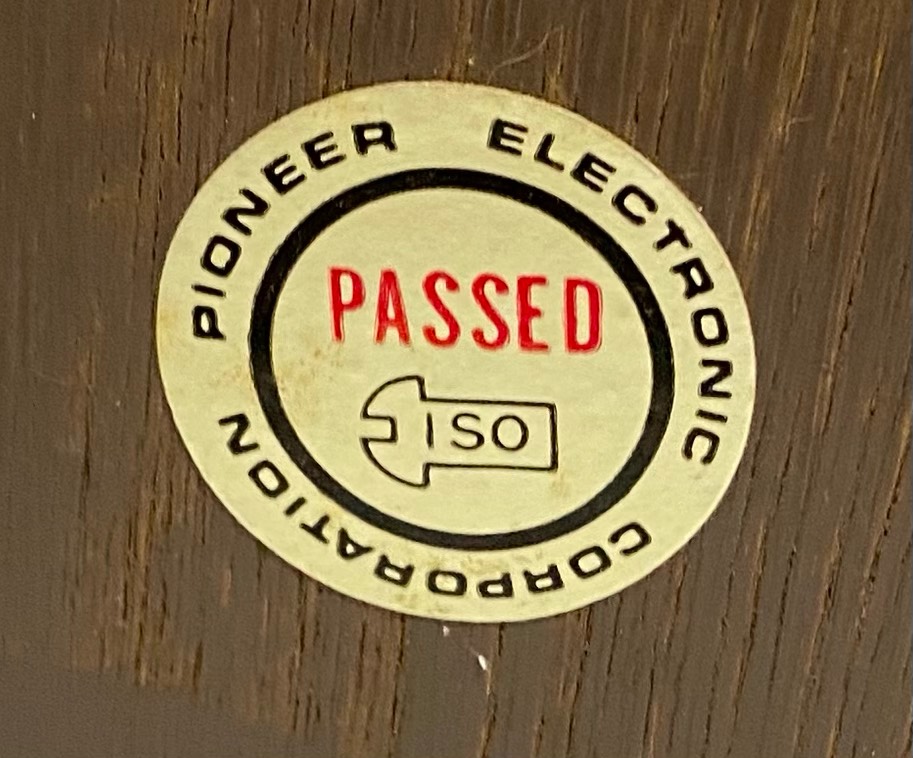 PIONEER ELECTRONIC CORPORATION
PASSED
ISO